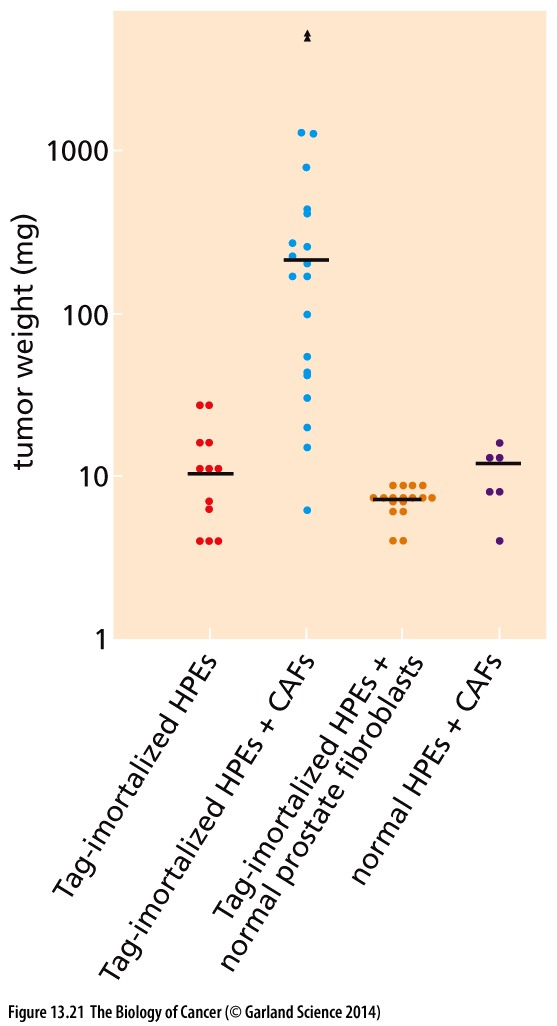 tumor weight (mg)
1000
100
10
1
Tag-imortalized HPEs
Tag-imortalized HPEs + CAFs
Tag-imortalized HPEs +
normal prostate fibroblasts
normal HPEs + CAFs
Figure 13.21 The Biology of Cancer (© Garland Science 2014)